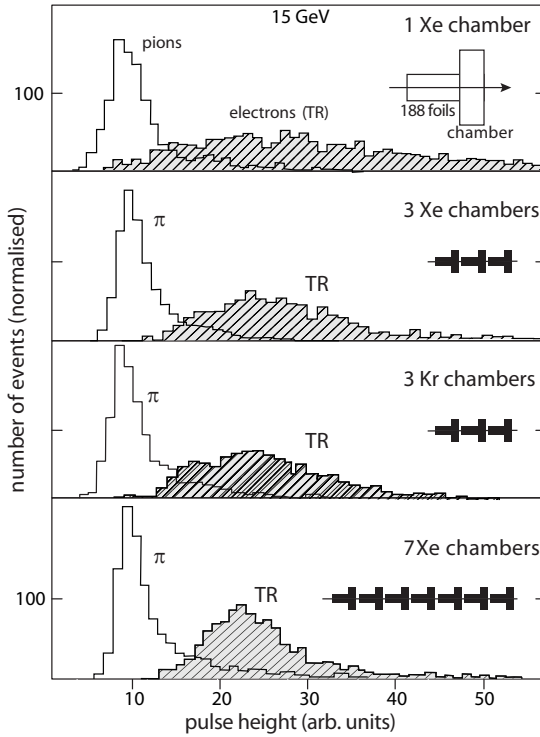 15 GeV
1 Xe chamber
pions
100
electrons (TR)
188 foils
chamber
3 Xe chambers
π
TR
3 Kr chambers
π
TR
7Xe chambers
π
TR
100
10 20 30 40 50
pulse height (arb. units)
number of events (normalised)